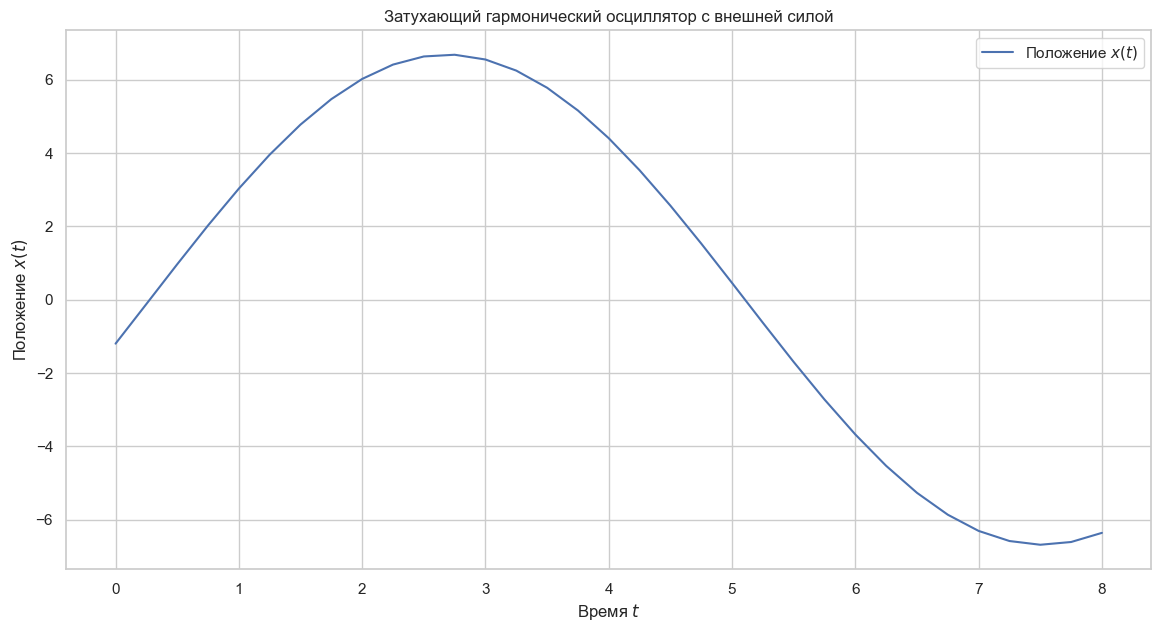 Затухающий гармонический осциллятор с внешней силой
Положение x(t)
Положение x(t)
6
4
2
0
−2
−4
−6
0 1 2 3 4 5 6 7 8
Время t